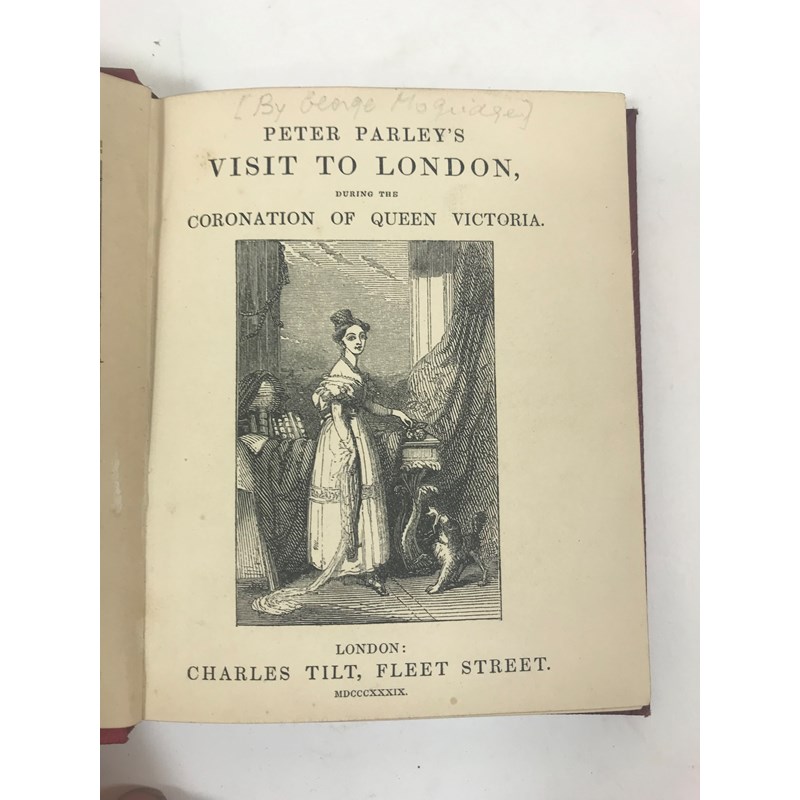 [By George Mogridge]
PETER PARLEY'S
VISIT TO LONDON,
DURING THE
CORONATION OF QUEEN VICTORIA.
LONDON:
CHARLES TILT, FLEET STREET.
MDCCCXXXIX.